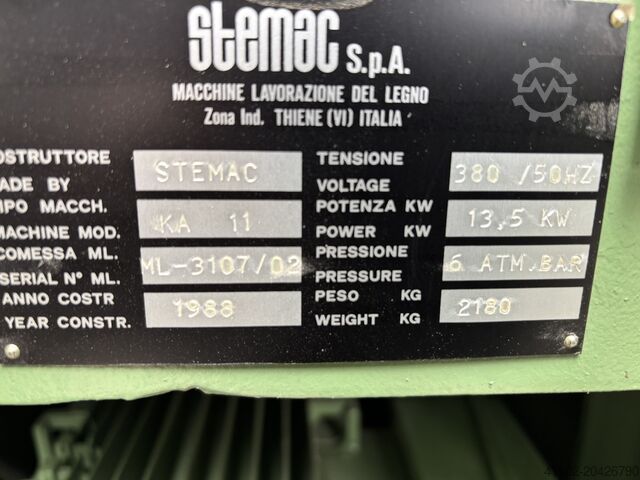 stemac S.p.A.
MACCHINE LAVORAZIONE DEL LEGNO
Zona Ind. THIENE (VI) ITALIA
OSTRUTTORE STEMAC TENSIONE 380 /50HZ
ADE BY VOLTAGE
IPO MACCH. KA 11 POTENZA KW 13,5 KW
MACHINE MOD. POWER KW
COMESSA ML. ML-3107/02 PRESSIONE 6 ATM.BAR
SERIAL N° ML. PRESSURE
ANNO COSTR 1988 PESO KG 2180
YEAR CONSTR. WEIGHT KG